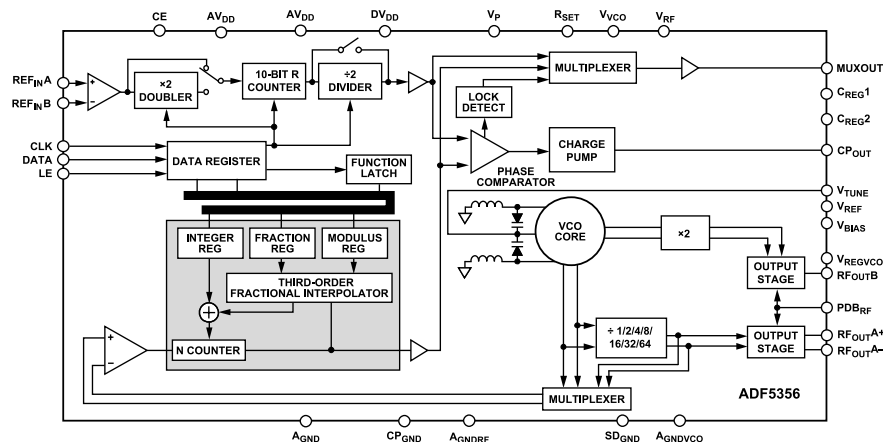 CE
AVDD
AVDD
DVDD
VP
RSET
VVCO
VRF
REFINA
REFINB
+
−
×2
DOUBLER
10-BIT R
COUNTER
÷2
DIVIDER
MULTIPLEXER
MUXOUT
CREG1
CREG2
LOCK
DETECT
CLK
DATA
LE
DATA REGISTER
FUNCTION
LATCH
PHASE
COMPARATOR
CHARGE
PUMP
CPOUT
VTUNE
VREF
VBIAS
VREGVCO
RFOUTB
PDBRF
RFOUTA+
RFOUTA−
INTEGER
REG
FRACTION
REG
MODULUS
REG
THIRD-ORDER
FRACTIONAL INTERPOLATOR
+
N COUNTER
+
−
VCO
CORE
×2
OUTPUT
STAGE
÷ 1/2/4/8/
16/32/64
OUTPUT
STAGE
MULTIPLEXER
ADF5356
AGND
CPGND
AGNDRF
SDGND
AGNDVCO